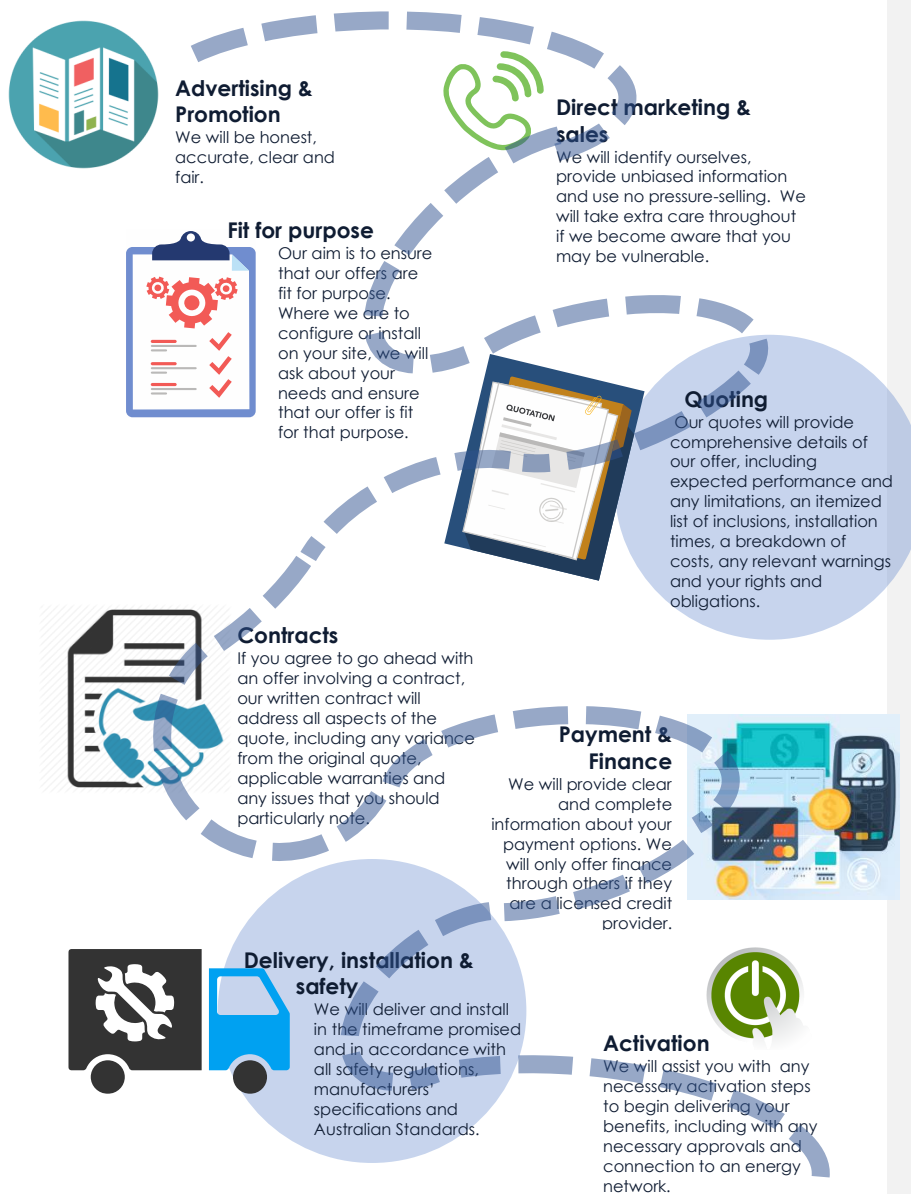 Advertising &
Promotion
We will be honest,
accurate, clear and
fair.
Direct marketing &
sales
We will identify ourselves,
provide unbiased information
and use no pressure-selling.  We
will take extra care throughout
if we become aware that you
may be vulnerable.
Fit for purpose
Our aim is to ensure
that our offers are
fit for purpose.
Where we are to
configure or install
on your site, we will
ask about your
needs and ensure
that our offer is fit
for that purpose.
QUOTATION
Quoting
Our quotes will provide
comprehensive details of
our offer, including
expected performance and
any limitations, an itemized
list of inclusions, installation
times, a breakdown of
costs, any relevant warnings
and your rights and
obligations.
Contracts
If you agree to go ahead with
an offer involving a contract,
our written contract will
address all aspects of the
quote, including any variance
from the original quote,
applicable warranties and
any issues that you should
particularly note.
Payment &
Finance
We will provide clear
and complete
information about your
payment options. We
will only offer finance
through others if they
are a licensed credit
provider.
Delivery, installation &
safety
We will deliver and install
in the timeframe promised
and in accordance with
all safety regulations,
manufacturers'
specifications and
Australian Standards.
Activation
We will assist you with  any
necessary activation steps
to begin delivering your
benefits, including with any
necessary approvals and
connection to an energy
network.